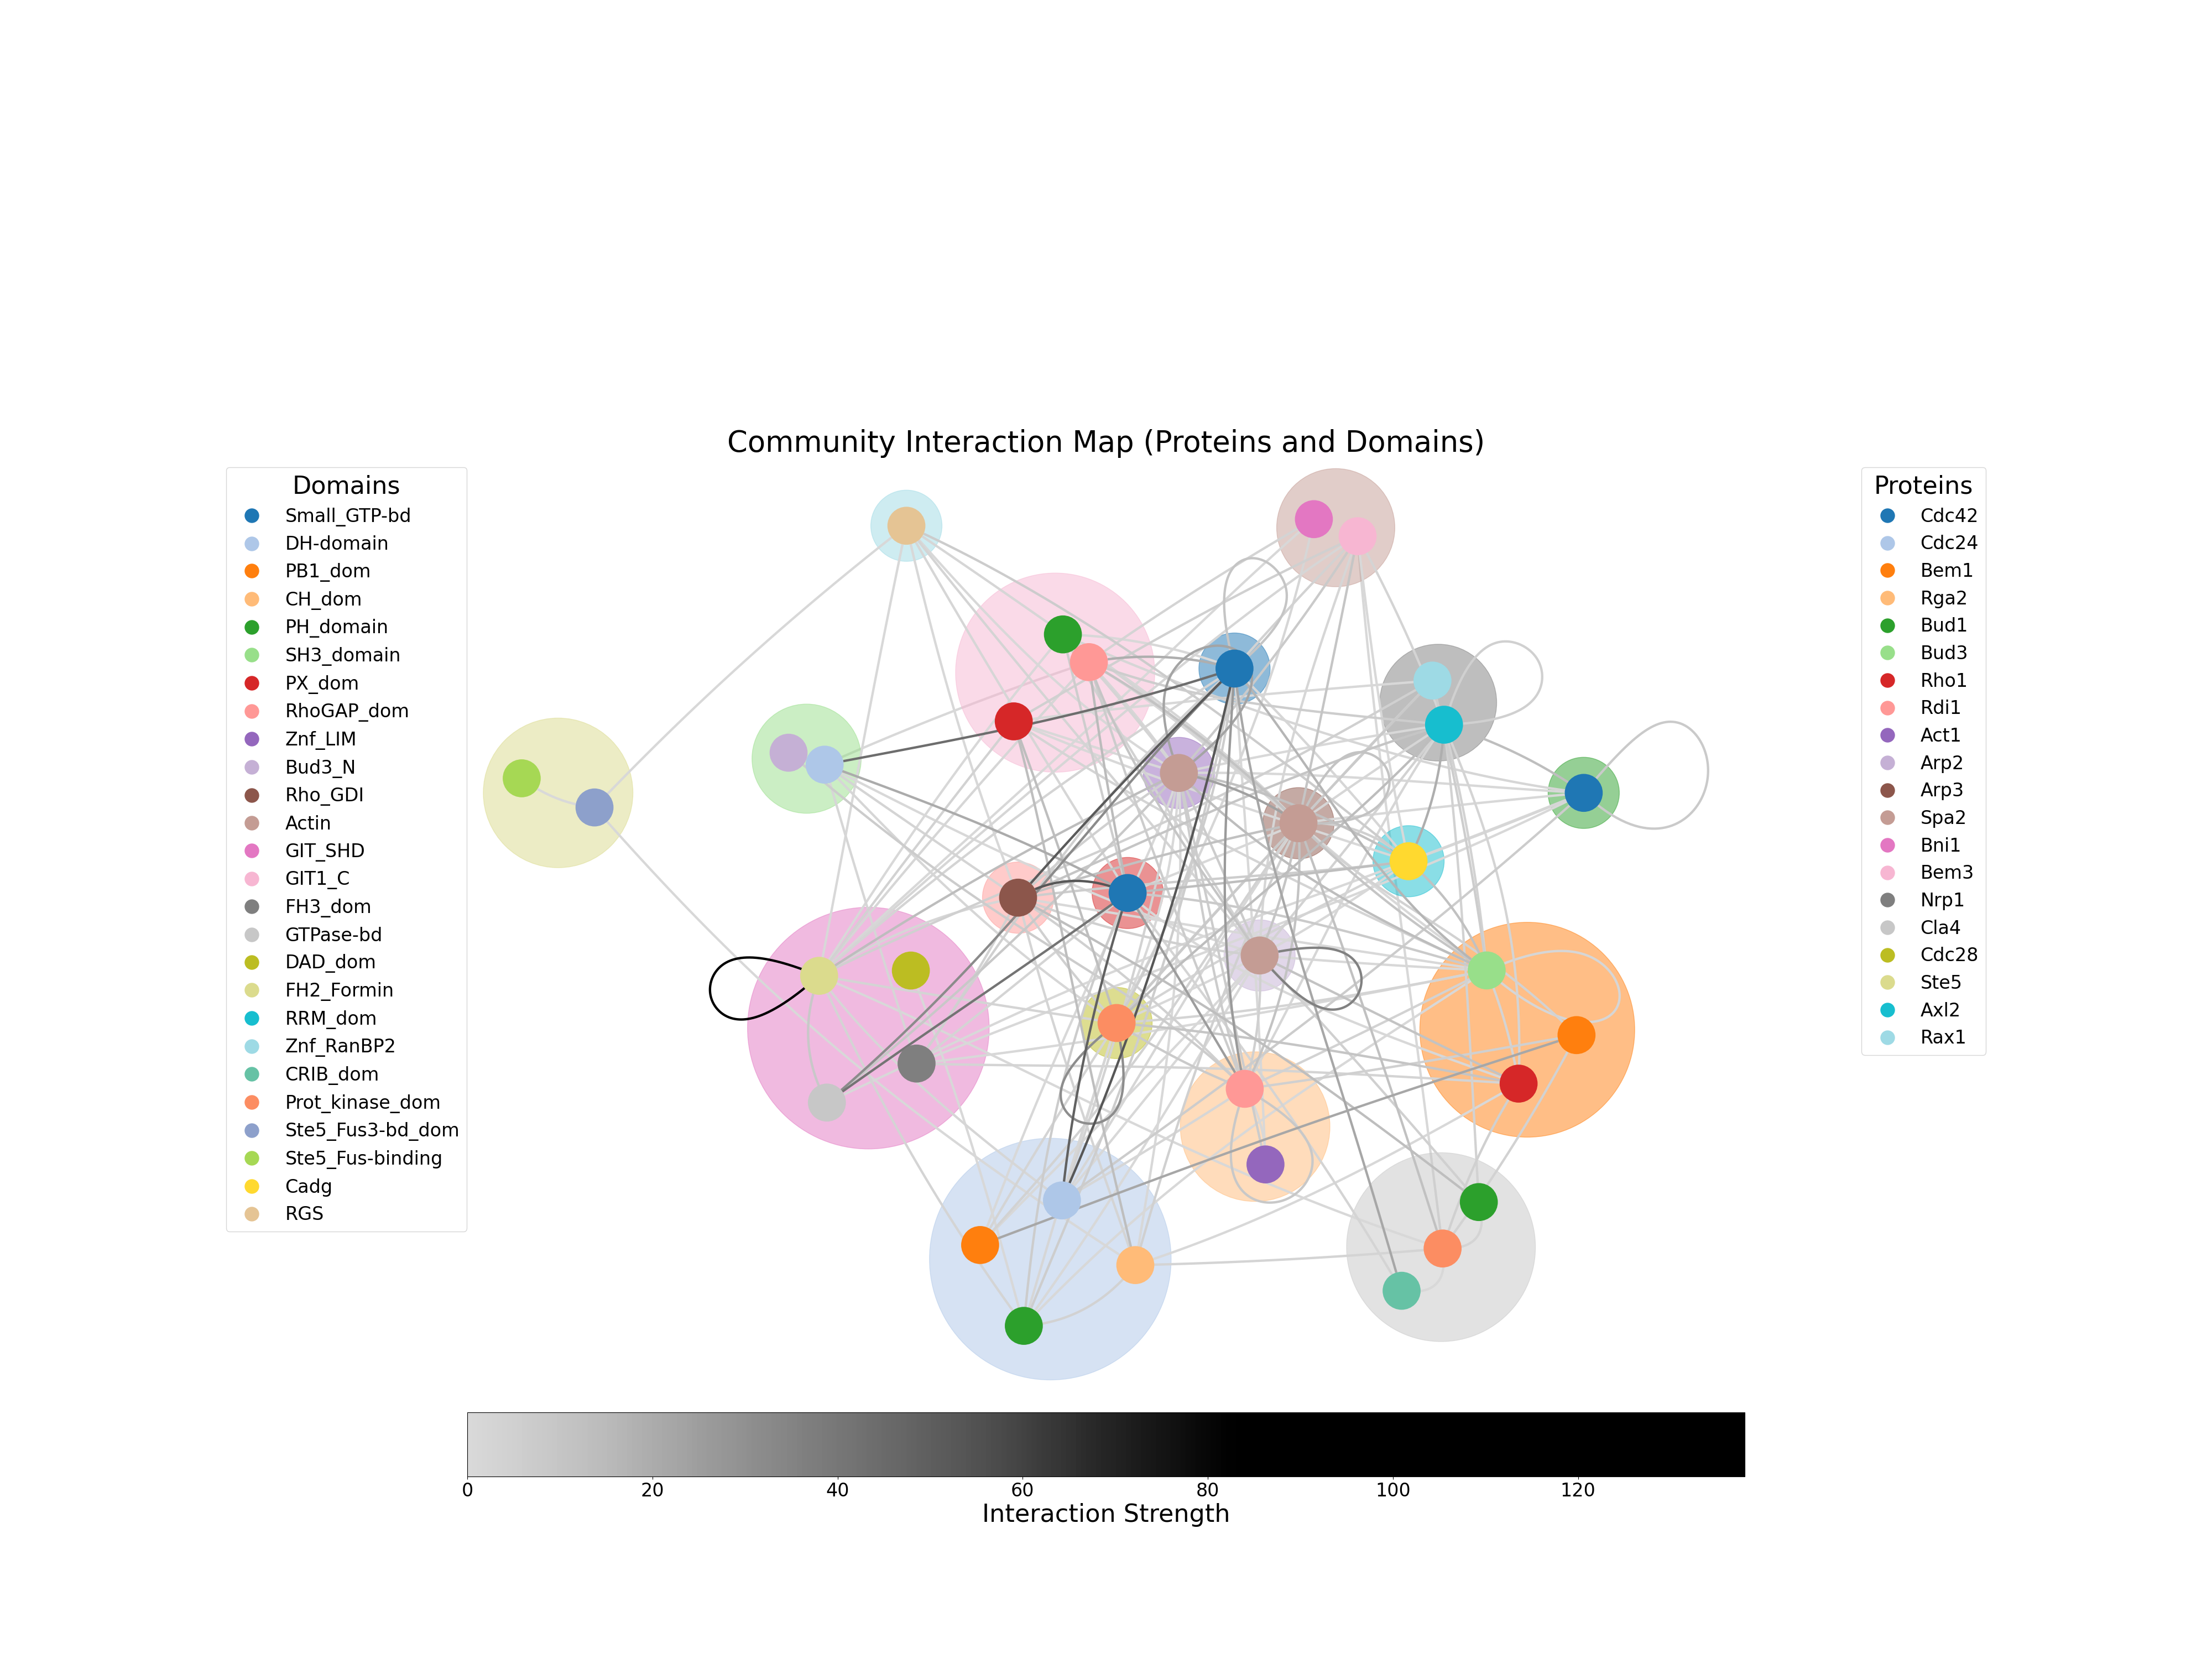 Community Interaction Map (Proteins and Domains)
Domains
Small_GTP-bd
DH-domain
PB1_dom
CH_dom
PH_domain
SH3_domain
PX_dom
RhoGAP_dom
Znf_LIM
Bud3_N
Rho_GDI
Actin
GIT_SHD
GIT1_C
FH3_dom
GTPase-bd
DAD_dom
FH2_Formin
RRM_dom
Znf_RanBP2
CRIB_dom
Prot_kinase_dom
Ste5_Fus3-bd_dom
Ste5_Fus-binding
Cadg
RGS
Proteins
Cdc42
Cdc24
Bem1
Rga2
Bud1
Bud3
Rho1
Rdi1
Act1
Arp2
Arp3
Spa2
Bni1
Bem3
Nrp1
Cla4
Cdc28
Ste5
Axl2
Rax1
0 20 40 60 80 100 120
Interaction Strength